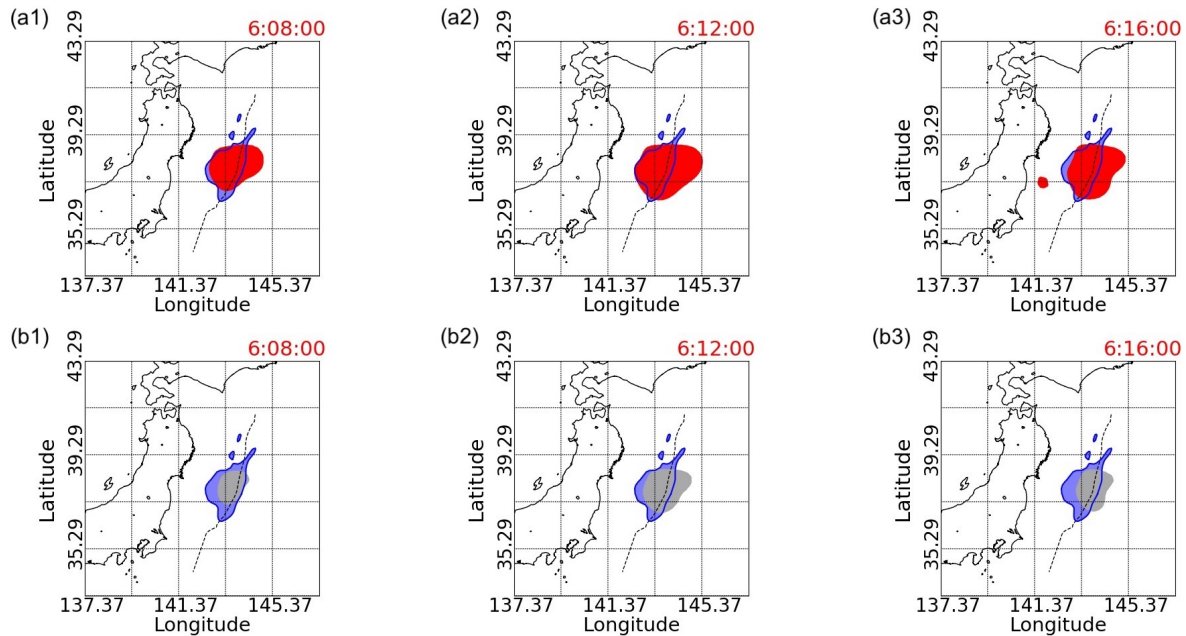 (a1)
6:08:00
43.29
39.29
35.29
Latitude
137.37 141.37 145.37
Longitude
(a2)
6:12:00
43.29
39.29
35.29
Latitude
137.37 141.37 145.37
Longitude
(a3)
6:16:00
43.29
39.29
35.29
Latitude
137.37 141.37 145.37
Longitude
(b1)
6:08:00
43.29
39.29
35.29
Latitude
137.37 141.37 145.37
Longitude
(b2)
6:12:00
43.29
39.29
35.29
Latitude
137.37 141.37 145.37
Longitude
(b3)
6:16:00
43.29
39.29
35.29
Latitude
137.37 141.37 145.37
Longitude